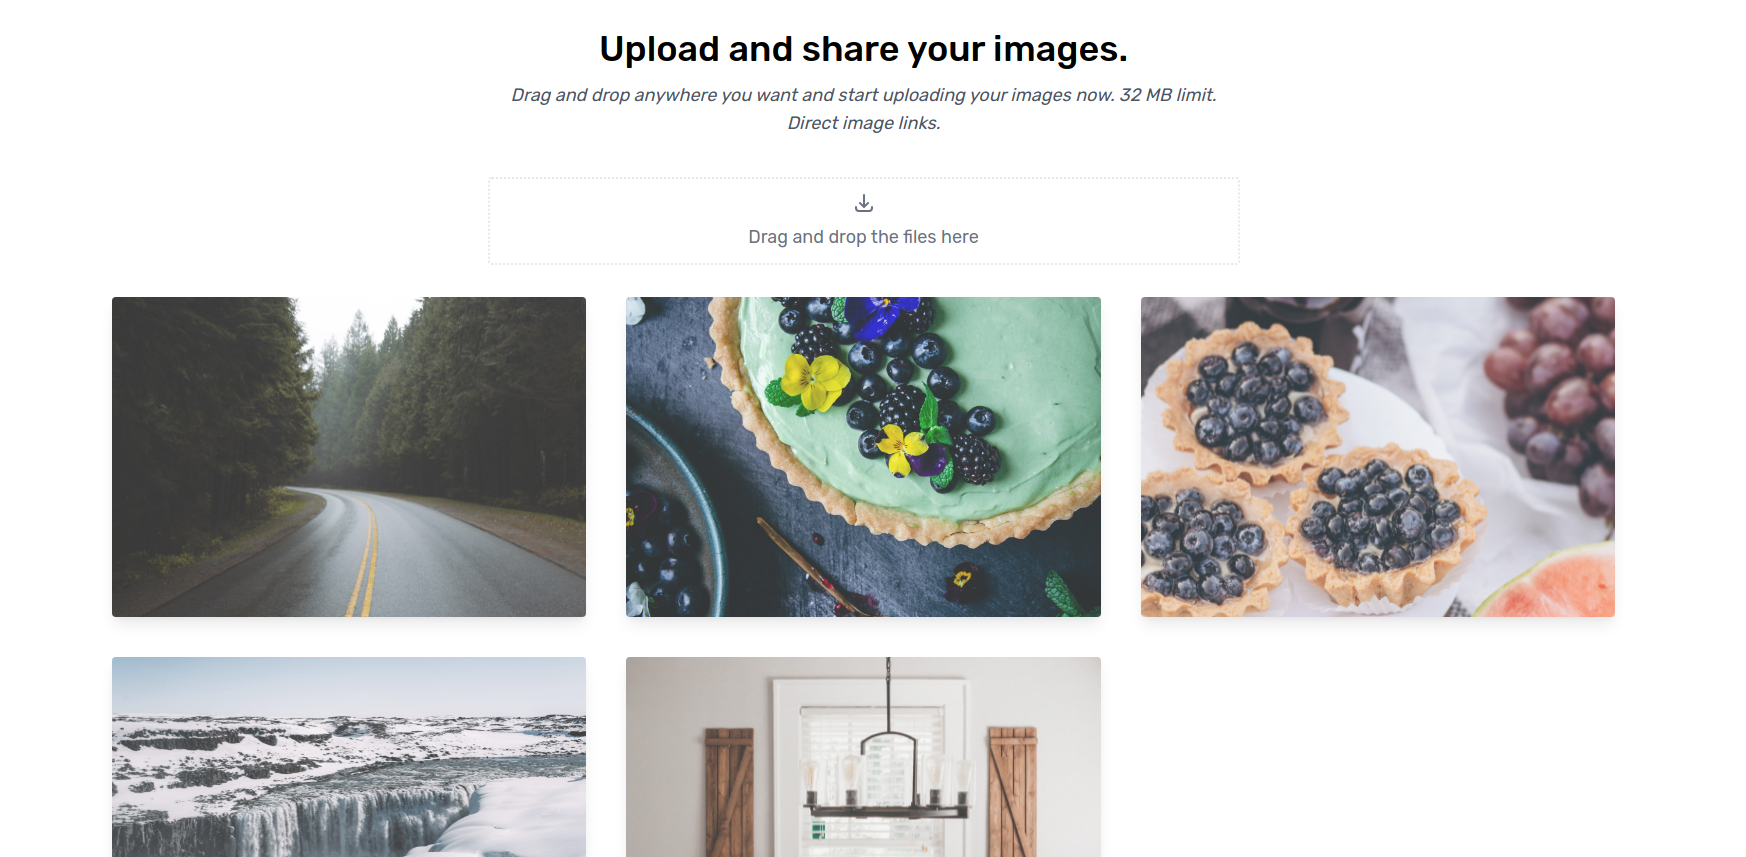 Upload and share your images.
Drag and drop anywhere you want and start uploading your images now. 32 MB limit.
Direct image links.
Drag and drop the files here